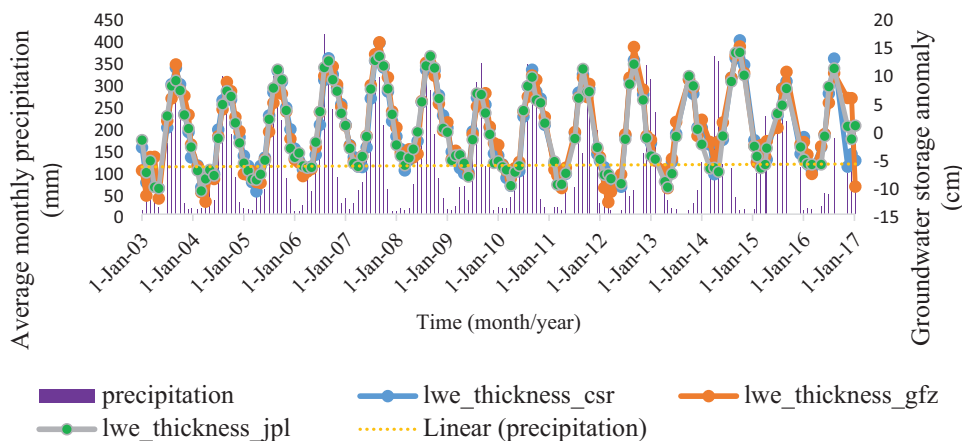 450
400
350
300
250
200
150
100
50
0
20
15
10
5
0
-5
-10
-15
Average monthly precipitation
(mm)
Groundwater storage anomaly
(cm)
1-Jan-03
1-Jan-04
1-Jan-05
1-Jan-06
1-Jan-07
1-Jan-08
1-Jan-09
1-Jan-10
1-Jan-11
1-Jan-12
1-Jan-13
1-Jan-14
1-Jan-15
1-Jan-16
1-Jan-17
Time (month/year)
precipitation
lwe_thickness_csr
lwe_thickness_gfz
lwe_thickness_jpl
Linear (precipitation)